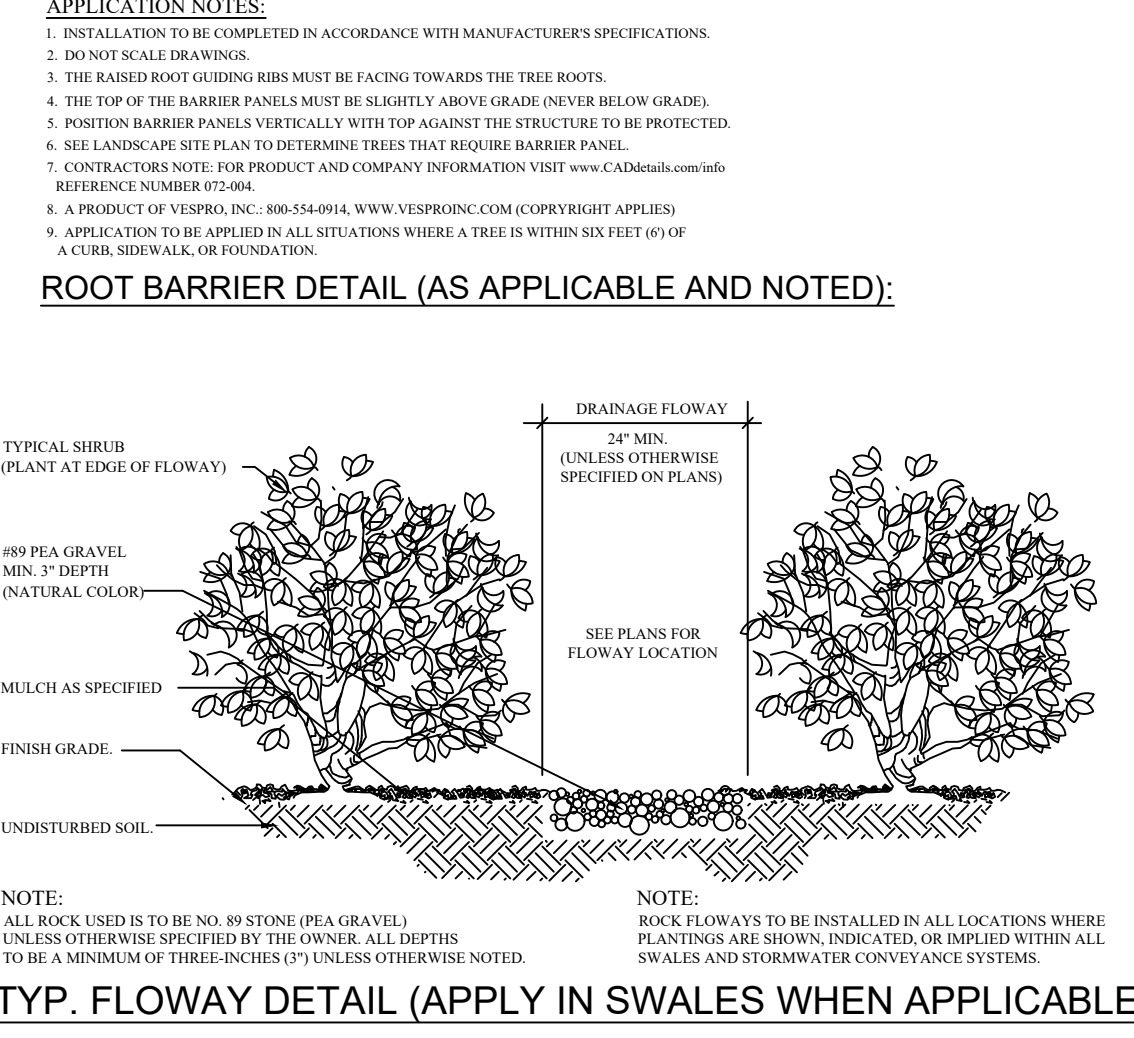 APPLICATION NOTES:
1. INSTALLATION TO BE COMPLETED IN ACCORDANCE WITH MANUFACTURER'S SPECIFICATIONS.
2. DO NOT SCALE DRAWINGS.
3. THE RAISED ROOT GUIDING RIBS MUST BE FACING TOWARDS THE TREE ROOTS.
4. THE TOP OF THE BARRIER PANELS MUST BE SLIGHTLY ABOVE GRADE (NEVER BELOW GRADE).
5. POSITION BARRIER PANELS VERTICALLY WITH TOP AGAINST THE STRUCTURE TO BE PROTECTED.
6. SEE LANDSCAPE SITE PLAN TO DETERMINE TREES THAT REQUIRE BARRIER PANEL.
7. CONTRACTORS NOTE: FOR PRODUCT AND COMPANY INFORMATION VISIT www.CADdetails.com/info
REFERENCE NUMBER 072-004.
8. A PRODUCT OF VESPRO, INC.: 800-554-0914, WWW.VESPROINC.COM (COPRYRIGHT APPLIES)
9. APPLICATION TO BE APPLIED IN ALL SITUATIONS WHERE A TREE IS WITHIN SIX FEET (6') OF
A CURB, SIDEWALK, OR FOUNDATION.
ROOT BARRIER DETAIL (AS APPLICABLE AND NOTED):
DRAINAGE FLOWAY
24" MIN.
(UNLESS OTHERWISE
SPECIFIED ON PLANS)
TYPICAL SHRUB
(PLANT AT EDGE OF FLOWAY)
#89 PEA GRAVEL
MIN. 3" DEPTH
(NATURAL COLOR)
SEE PLANS FOR
FLOWAY LOCATION
MULCH AS SPECIFIED
FINISH GRADE.
UNDISTURBED SOIL.
NOTE:
ALL ROCK USED IS TO BE NO. 89 STONE (PEA GRAVEL)
UNLESS OTHERWISE SPECIFIED BY THE OWNER. ALL DEPTHS
TO BE A MINIMUM OF THREE-INCHES (3") UNLESS OTHERWISE NOTED.
NOTE:
ROCK FLOWAYS TO BE INSTALLED IN ALL LOCATIONS WHERE
PLANTINGS ARE SHOWN, INDICATED, OR IMPLIED WITHIN ALL
SWALES AND STORMWATER CONVEYANCE SYSTEMS.
TYP. FLOWAY DETAIL (APPLY IN SWALES WHEN APPLICABLE